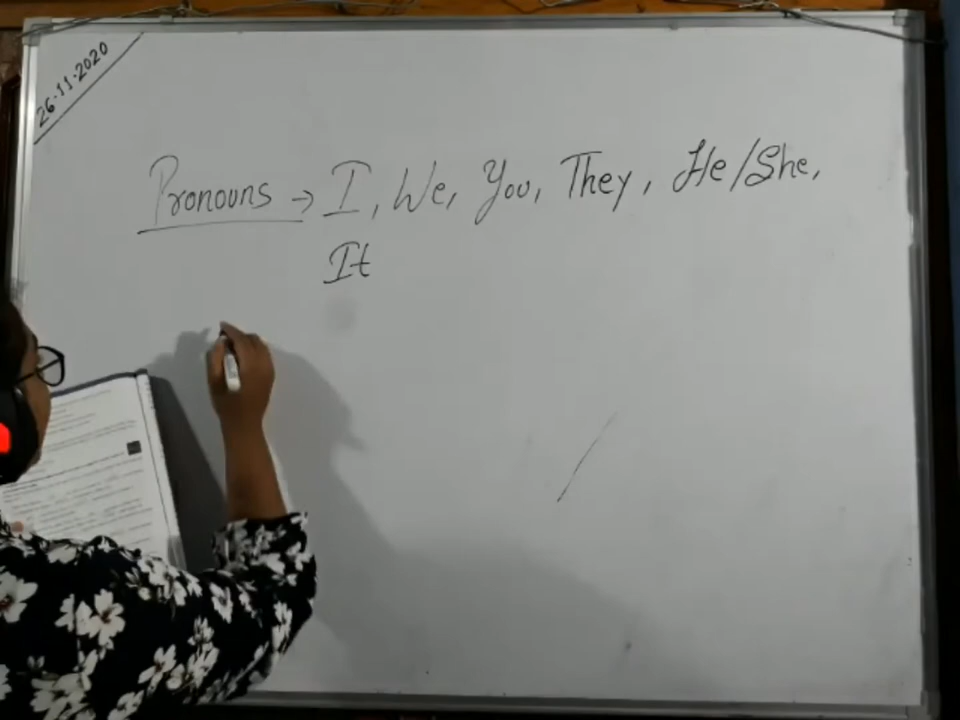 26.11.2020
Pronouns → I, We, You, They, He/She,
It